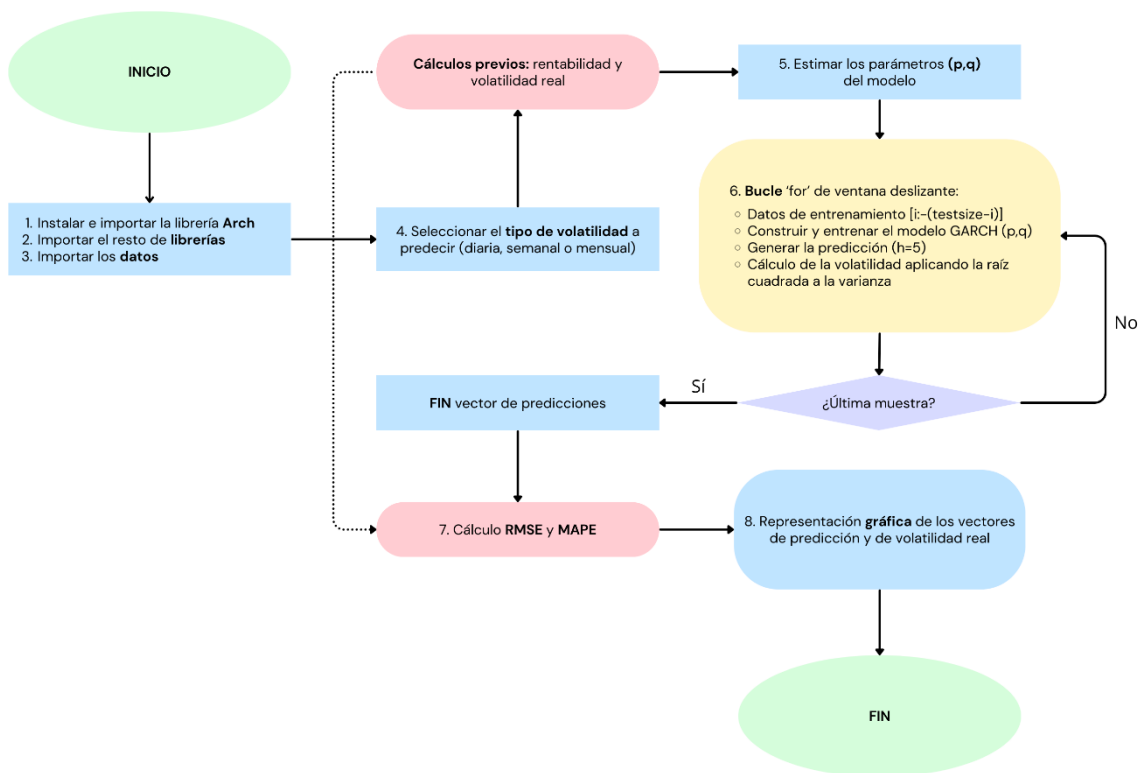 INICIO
1. Instalar e importar la librería Arch
2. Importar el resto de librerías
3. Importar los datos
4. Seleccionar el tipo de volatilidad a
predecir (diaria, semanal o mensual)
Cálculos previos: rentabilidad y
volatilidad real
5. Estimar los parámetros (p,q)
del modelo
6. Bucle ‘for’ de ventana deslizante:
○ Datos de entrenamiento [i:-(testsize-i)]
○ Construir y entrenar el modelo GARCH (p,q)
○ Generar la predicción (h=5)
○ Cálculo de la volatilidad aplicando la raíz
cuadrada a la varianza
¿Última muestra?
No
Sí
FIN vector de predicciones
7. Cálculo RMSE y MAPE
8. Representación gráfica de los vectores
de predicción y de volatilidad real
FIN